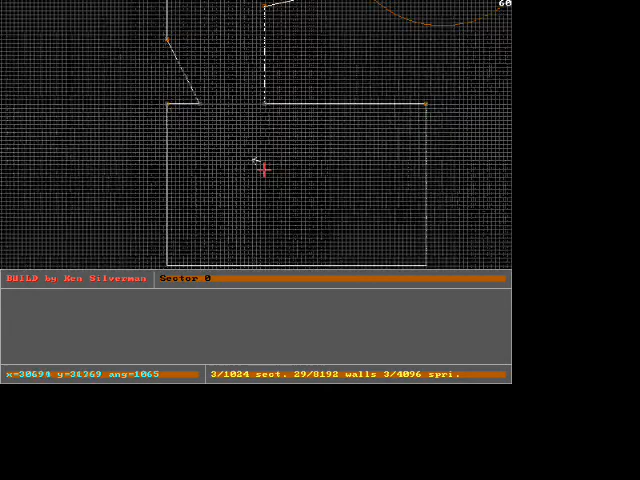 60
BUILD by Ken Silverman Sector 0
x=30694 y=31769 ang=1065 3/1024 sect. 29/8192 walls 3/4096 spri.